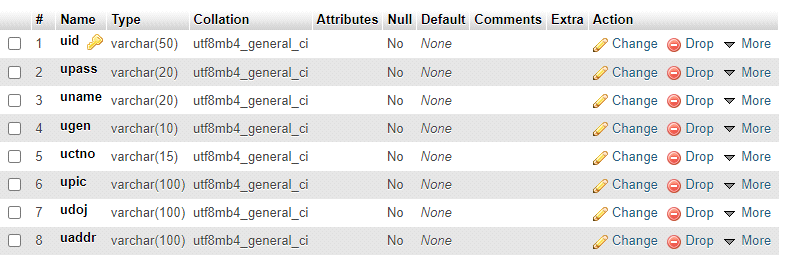 # Name Type Collation Attributes Null Default Comments Extra Action
1 uid varchar(50) utf8mb4_general_ci No None Change Drop More
2 upass varchar(20) utf8mb4_general_ci No None Change Drop More
3 uname varchar(20) utf8mb4_general_ci No None Change Drop More
4 ugen varchar(10) utf8mb4_general_ci No None Change Drop More
5 uctno varchar(15) utf8mb4_general_ci No None Change Drop More
6 upic varchar(100) utf8mb4_general_ci No None Change Drop More
7 udoj varchar(100) utf8mb4_general_ci No None Change Drop More
8 uaddr varchar(100) utf8mb4_general_ci No None Change Drop More